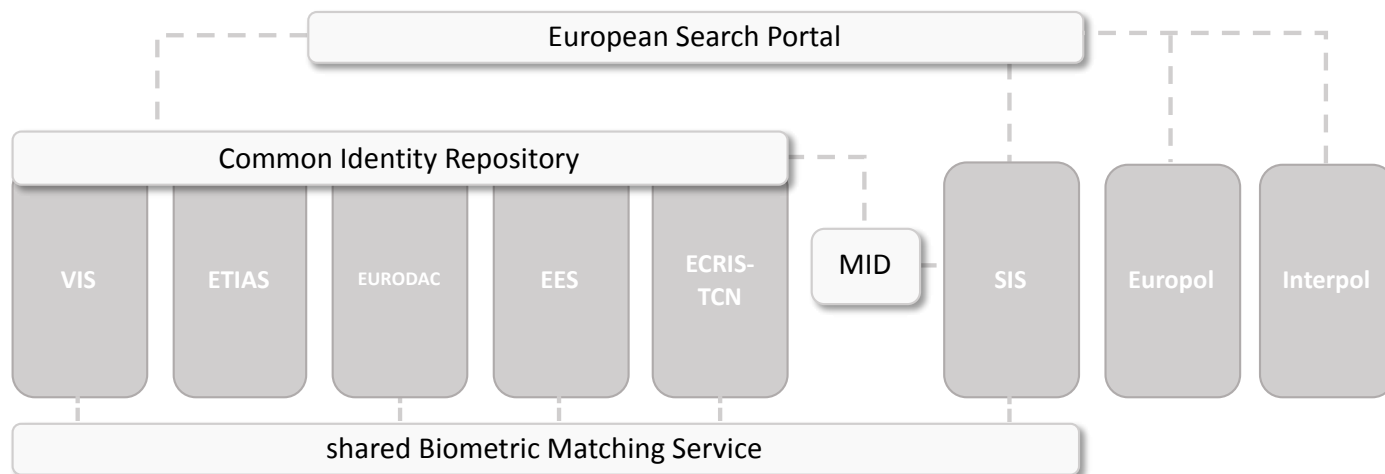 European Search Portal
Common Identity Repository
VIS
ETIAS
EURODAC
EES
ECRIS-
TCN
MID
SIS
Europol
Interpol
shared Biometric Matching Service